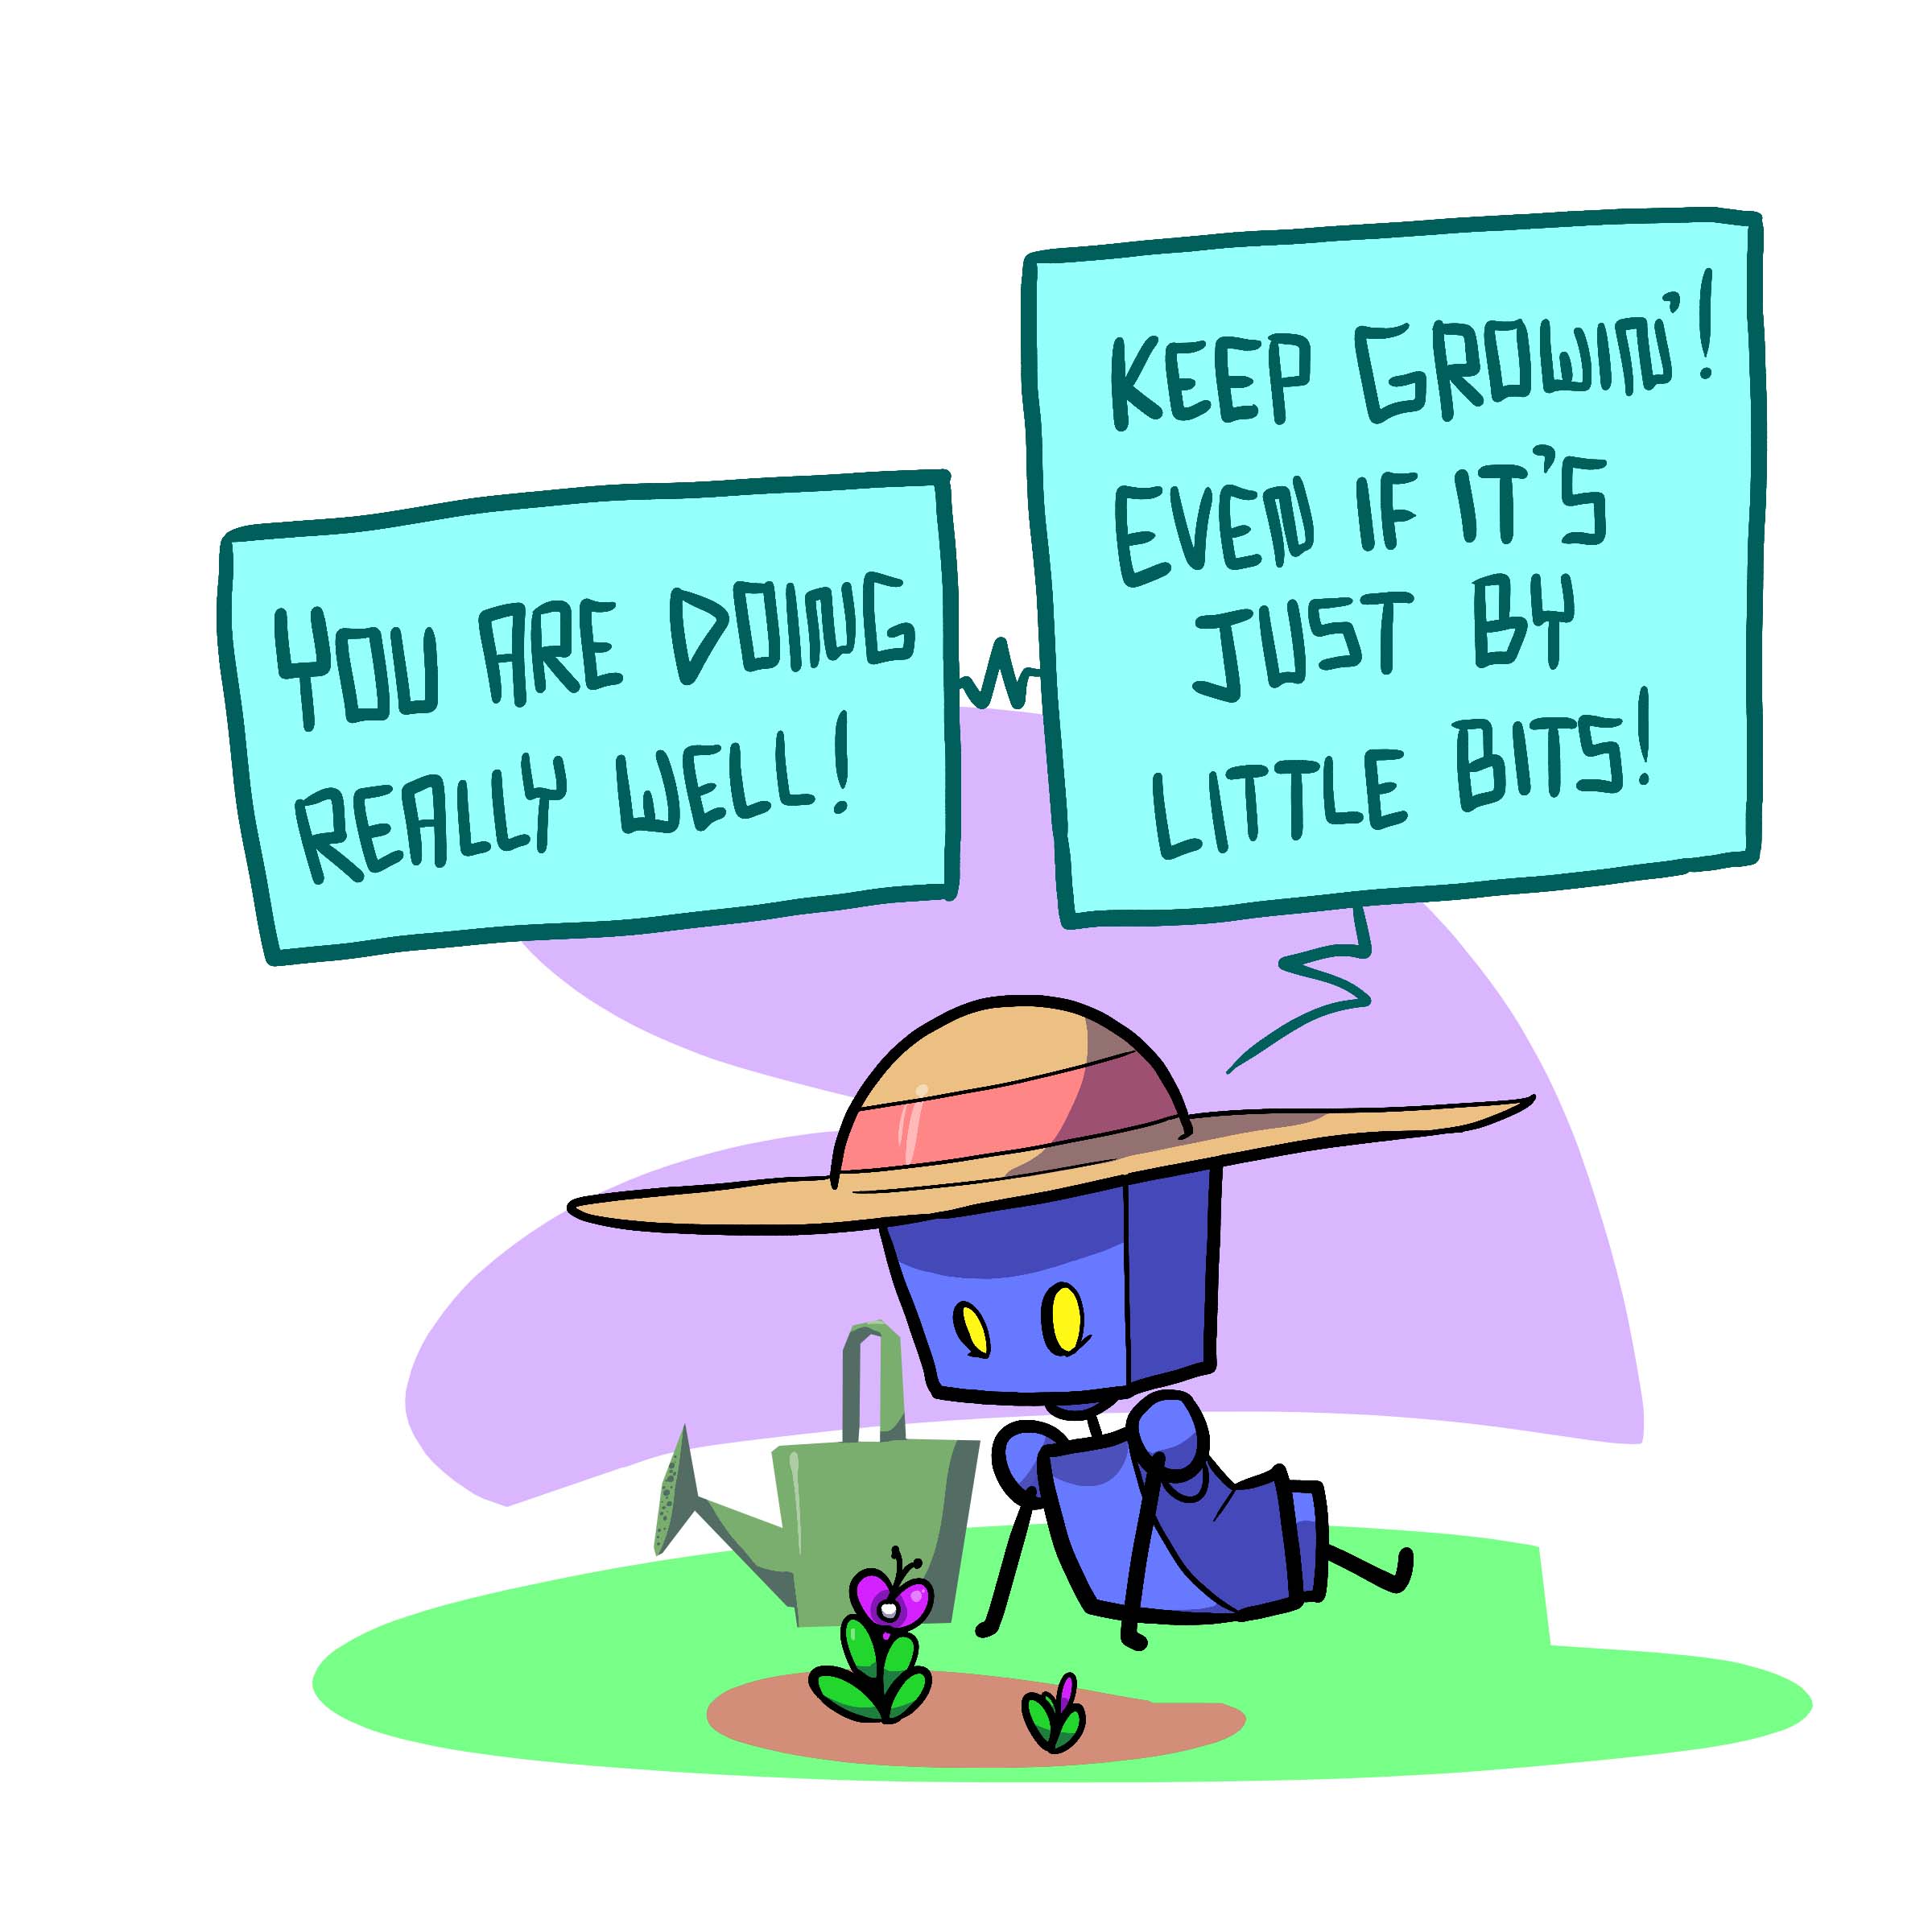 YOU ARE DOING
REALLY WELL!
KEEP GROWIN'!
EVEN IF IT'S
JUST BY
LITTLE BITS!